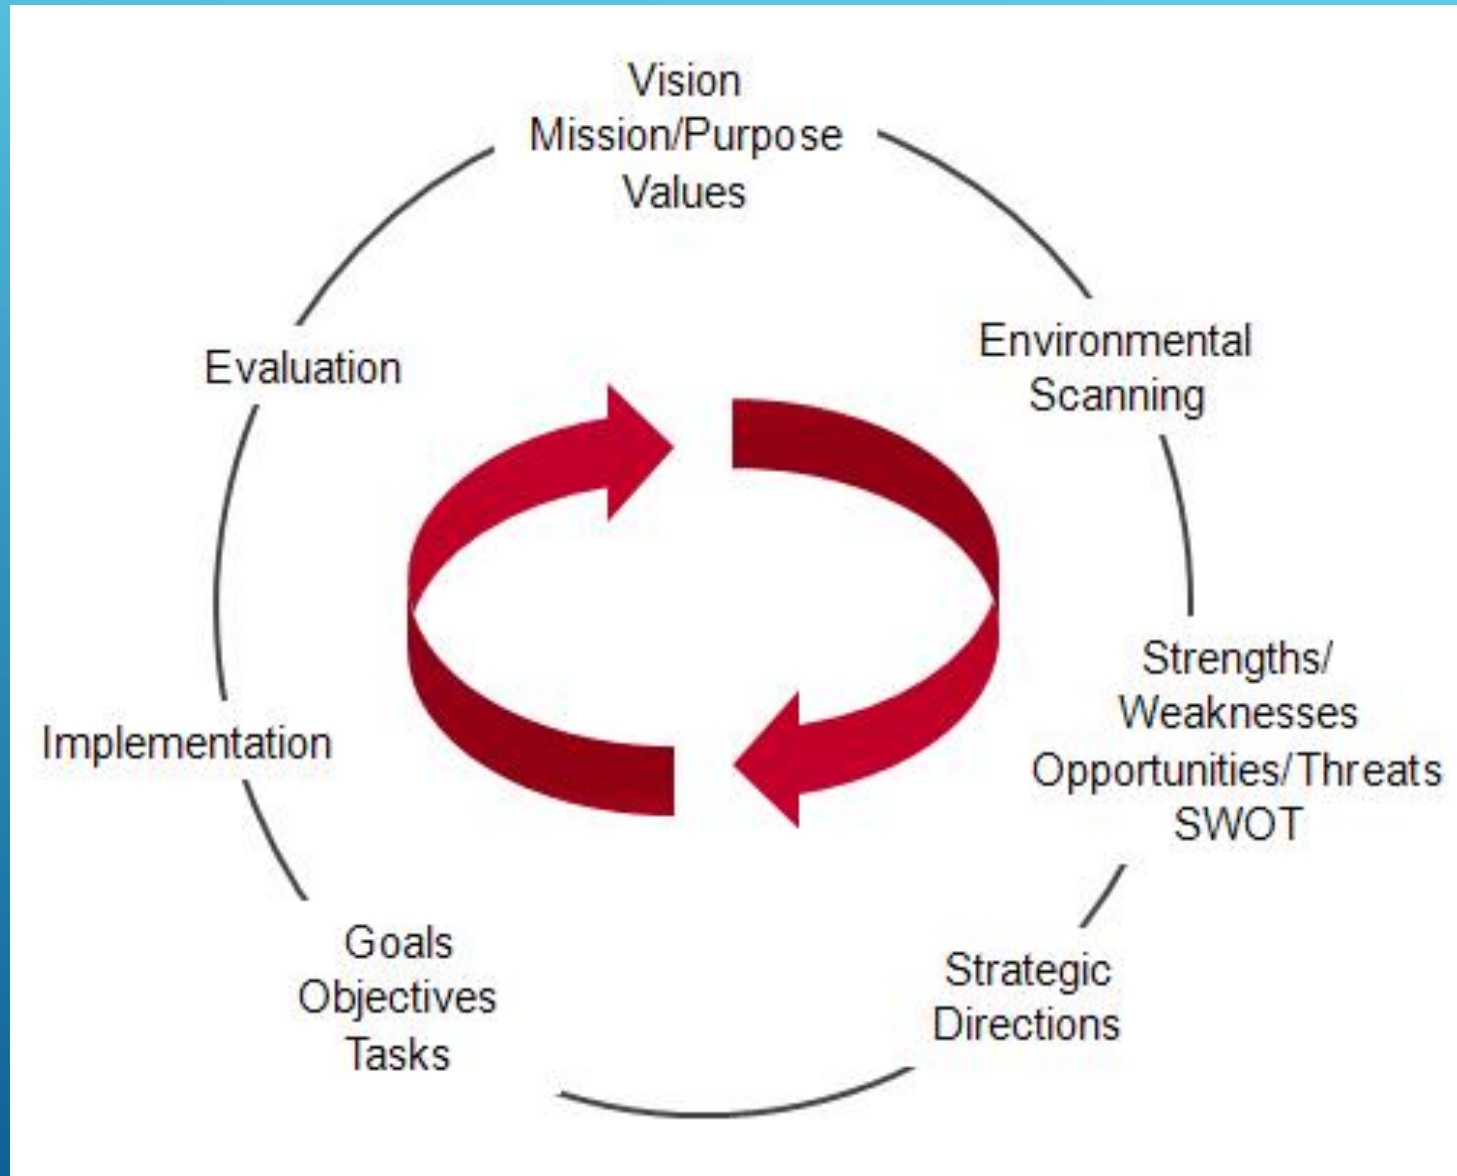 Vision
Mission/Purpose
Values
Environmental
Scanning
Strengths/
Weaknesses
Opportunities/Threats
SWOT
Strategic
Directions
Goals
Objectives
Tasks
Implementation
Evaluation